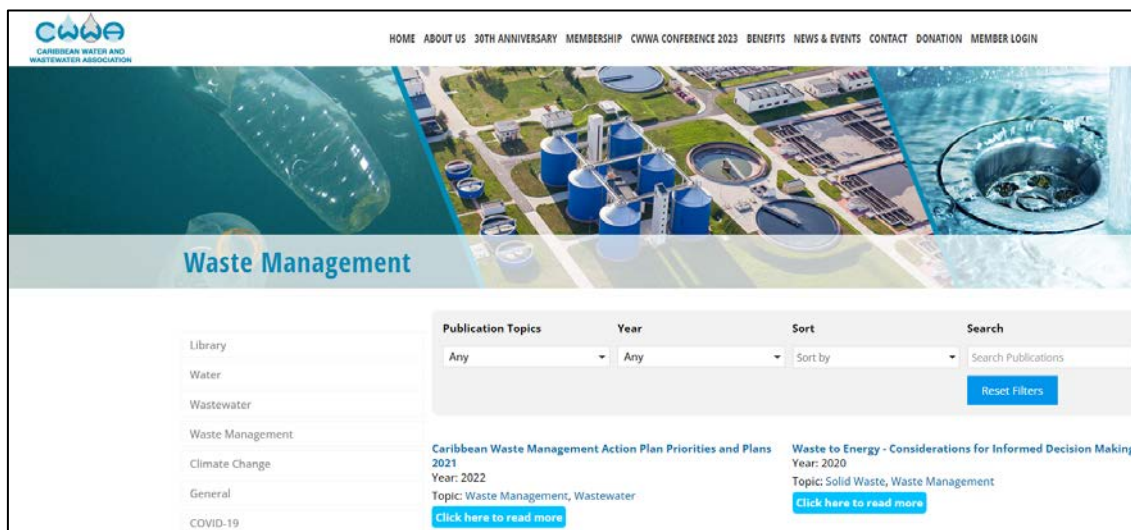 CWWA
CARIBBEAN WATER AND
WASTEWATER ASSOCIATION
HOME ABOUT US 30TH ANNIVERSARY MEMBERSHIP CWWA CONFERENCE 2023 BENEFITS NEWS & EVENTS CONTACT DONATION MEMBER LOGIN
Waste Management
Library
Water
Wastewater
Waste Management
Climate Change
General
COVID-19
Publication Topics Year Sort Search
Any Any Sort by Search Publications
Reset Filters
Caribbean Waste Management Action Plan Priorities and Plans
2021
Year: 2022
Topic: Waste Management, Wastewater
Click here to read more
Waste to Energy - Considerations for Informed Decision Making
Year: 2020
Topic: Solid Waste, Waste Management
Click here to read more